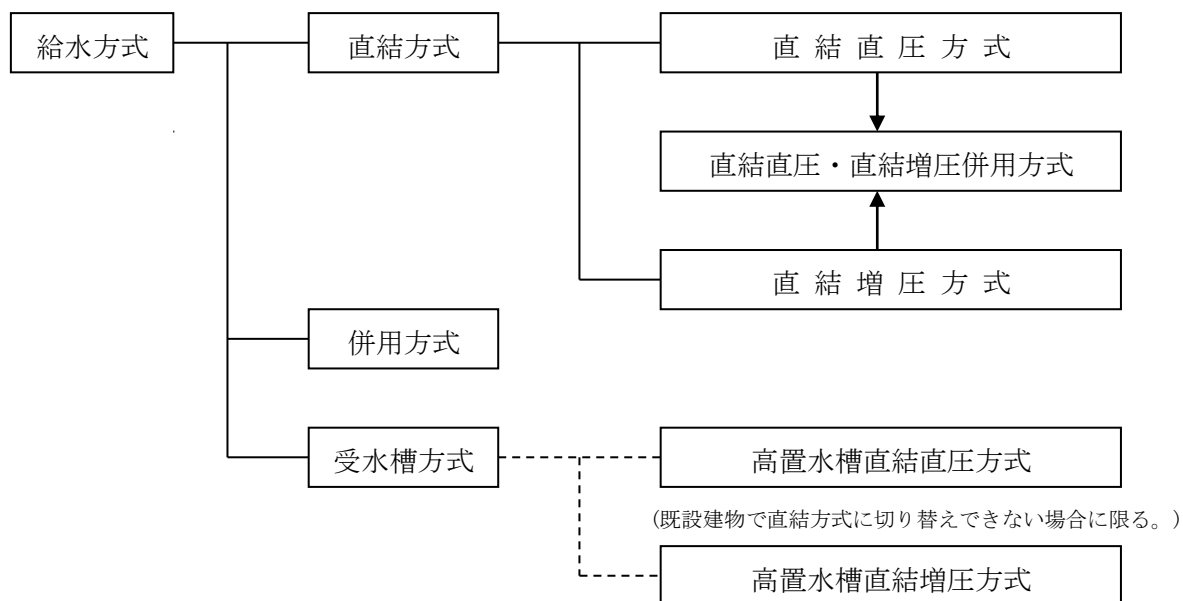 給水方式
直結方式
直結直圧方式
直結直圧・直結増圧併用方式
直結増圧方式
併用方式
受水槽方式
高置水槽直結直圧方式
(既設建物で直結方式に切り替えできない場合に限る。)
高置水槽直結増圧方式